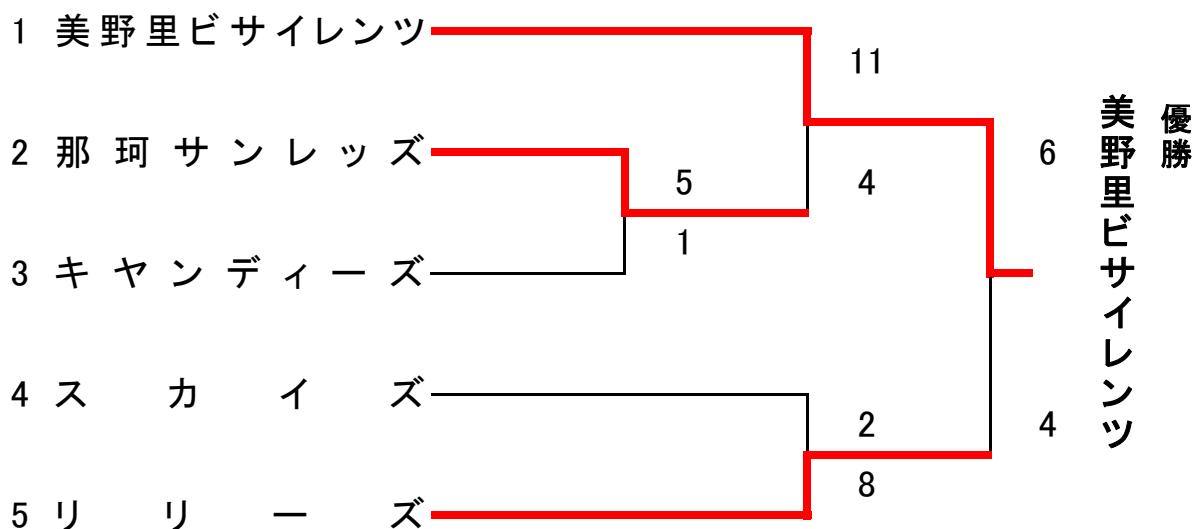 1 美野里ビサイレンツ
11
2 那珂サンレッズ
5
4
6
1
3 キヤンディーズ
4 スカイズ
2
4
8
5 リリーズ
優勝
美野里ビサイレンツ